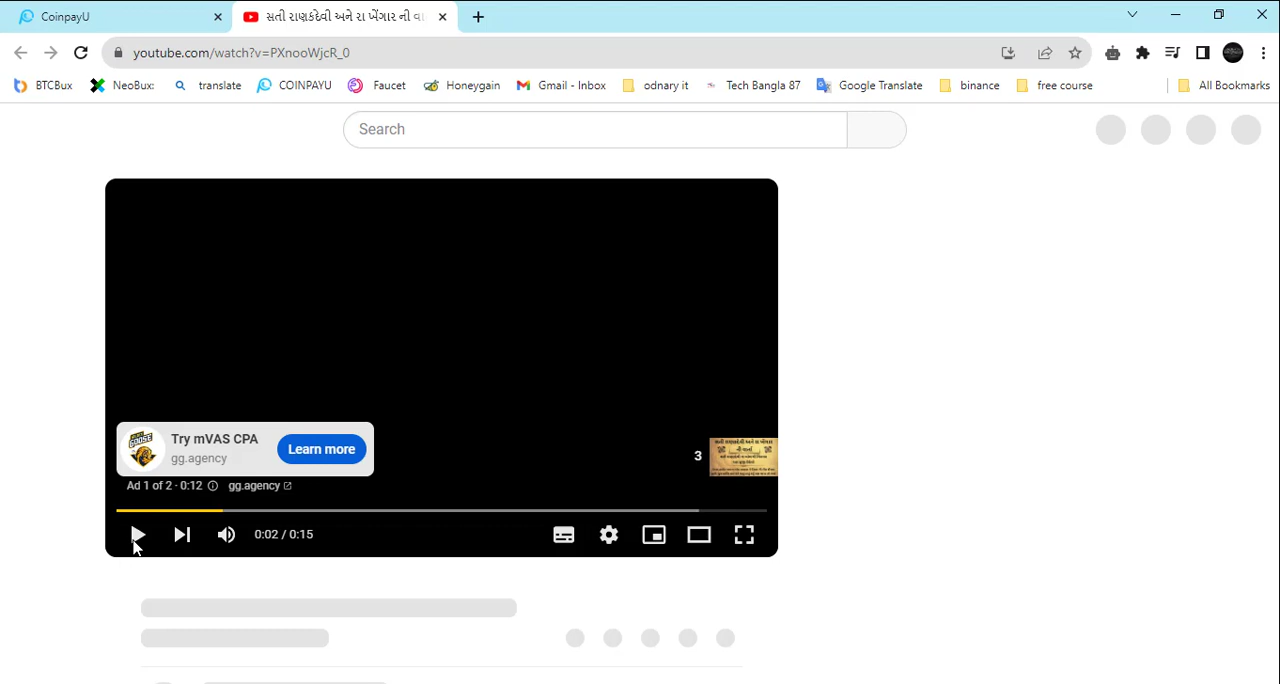 CoinpayU
સતી રાણકદેવી અને રા ખેંગાર ની વા
youtube.com/watch?v=PXnooWjcR_0
BTCBux NeoBux: translate COINPAYU Faucet Honeygain Gmail - Inbox odnary it Tech Bangla 87 Google Translate binance free course All Bookmarks
Search
Try mVAS CPA
gg.agency
Learn more
3
Ad 1 of 2 · 0:12 gg.agency
0:02 / 0:15